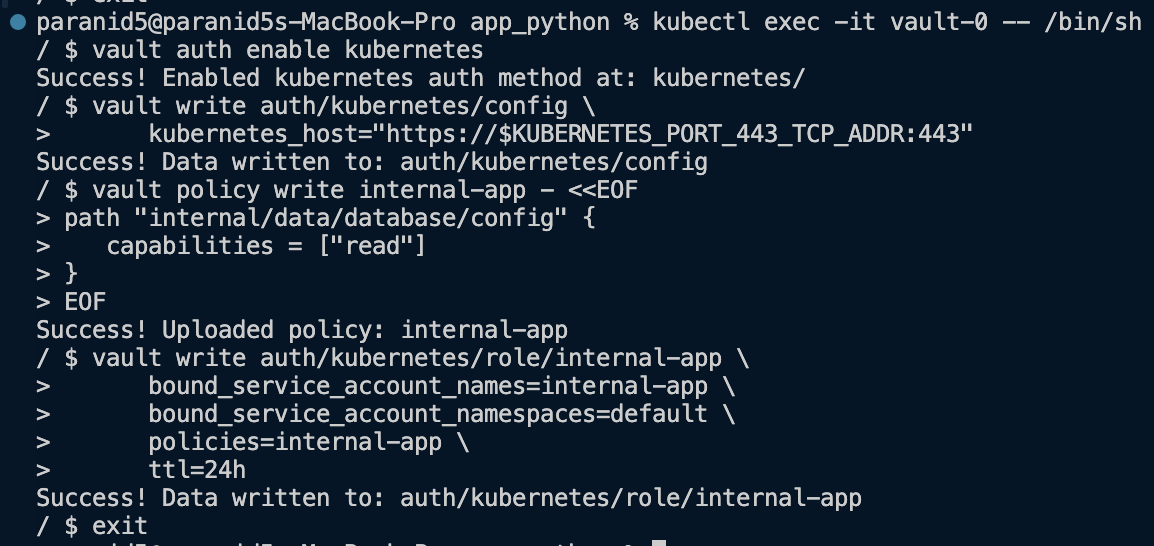 paranid5@paranid5s-MacBook-Pro app_python % kubectl exec -it vault-0 -- /bin/sh
/ $ vault auth enable kubernetes
Success! Enabled kubernetes auth method at: kubernetes/
/ $ vault write auth/kubernetes/config \
>       kubernetes_host="https://$KUBERNETES_PORT_443_TCP_ADDR:443"
Success! Data written to: auth/kubernetes/config
/ $ vault policy write internal-app - <<EOF
> path "internal/data/database/config" {
>    capabilities = ["read"]
> }
> EOF
Success! Uploaded policy: internal-app
/ $ vault write auth/kubernetes/role/internal-app \
>       bound_service_account_names=internal-app \
>       bound_service_account_namespaces=default \
>       policies=internal-app \
>       ttl=24h
Success! Data written to: auth/kubernetes/role/internal-app
/ $ exit